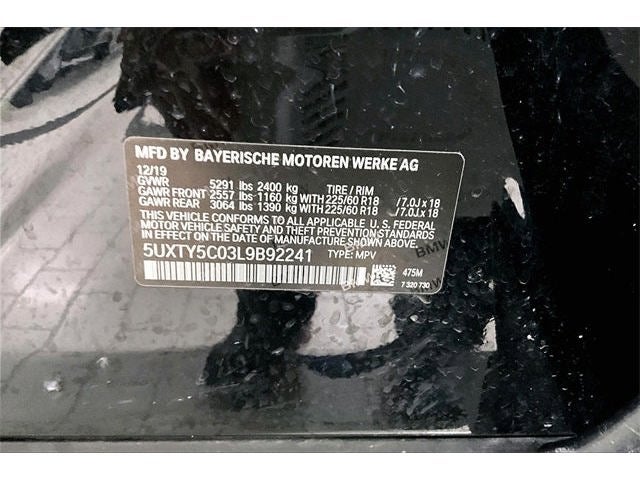 MFD BY BAYERISCHE MOTOREN WERKE AG
12/19
GVWR 5291 lbs 2400 kg TIRE / RIM
GAWR FRONT 2557 lbs 1160 kg WITH 225/60 R18 / 7.0J x 18
GAWR REAR 3064 lbs 1390 kg WITH 225/60 R18 / 7.0J x 18
THIS VEHICLE CONFORMS TO ALL APPLICABLE U.S. FEDERAL
MOTOR VEHICLE SAFETY AND THEFT PREVENTION STANDARDS
IN EFFECT ON THE DATE OF MANUFACTURE SHOWN ABOVE.
5UXTY5C03L9B92241 TYPE: MPV
475M
7 320 730
BMW